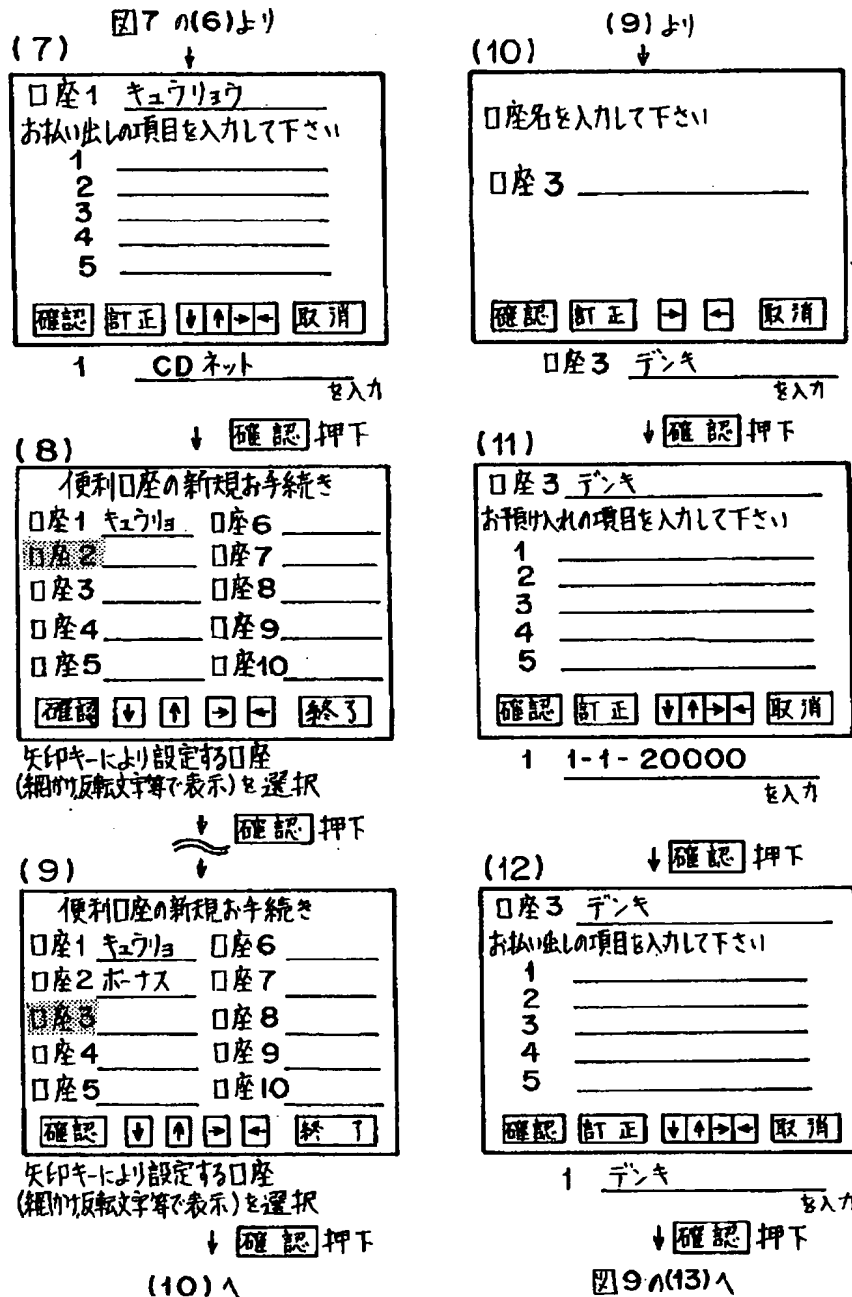 図7の(6)より
(7)
↓
口座1 キュウリョウ
お払い出しの項目を入力して下さい
1
2
3
4
5
確認 訂正 ↓ ↑ → ← 取消
1 CDネット
を入力
(8)
↓ 確認 押下
便利口座の新規お手続き
口座1 キュウリョ 口座6
口座2 口座7
口座3 口座8
口座4 口座9
口座5 口座10
確認 ↓ ↑ → ← 終了
矢印キーにより設定する口座
(網かけ反転文字等で表示)を選択
↓ 確認 押下
(9)
↓
便利口座の新規お手続き
口座1 キュウリョ 口座6
口座2 ボーナス 口座7
口座3 口座8
口座4 口座9
口座5 口座10
確認 ↓ ↑ → ← 終了
矢印キーにより設定する口座
(網かけ反転文字等で表示)を選択
↓ 確認 押下
(10)へ
(9)より
(10)
↓
口座名を入力して下さい
口座3
確認 訂正 → ← 取消
口座3 デンキ
を入力
↓ 確認 押下
(11)
口座3 デンキ
お預け入れの項目を入力して下さい
1
2
3
4
5
確認 訂正 ↓ ↑ → ← 取消
1 1-1-20000
を入力
(12)
↓ 確認 押下
口座3 デンキ
お払い出しの項目を入力して下さい
1
2
3
4
5
確認 訂正 ↓ ↑ → ← 取消
1 デンキ
を入力
↓ 確認 押下
図9の(13)へ